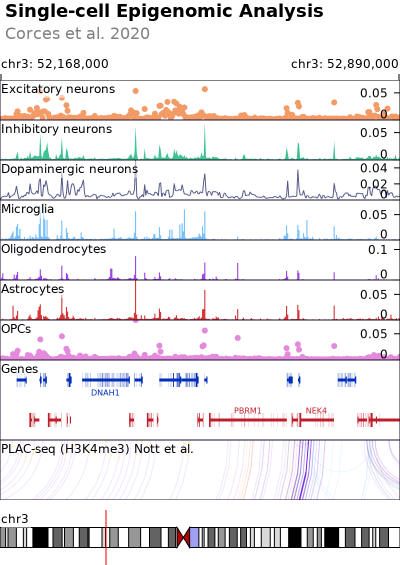 Single-cell Epigenomic Analysis
Corces et al. 2020
chr3: 52,168,000 chr3: 52,890,000
Excitatory neurons
0.05
0
Inhibitory neurons
0.05
0
Dopaminergic neurons
0.04
0.02
0
Microglia
0.05
0
Oligodendrocytes
0.1
0
Astrocytes
0.05
0
OPCs
0.05
0
Genes
DNAH1
PBRM1 NEK4
PLAC-seq (H3K4me3) Nott et al.
chr3